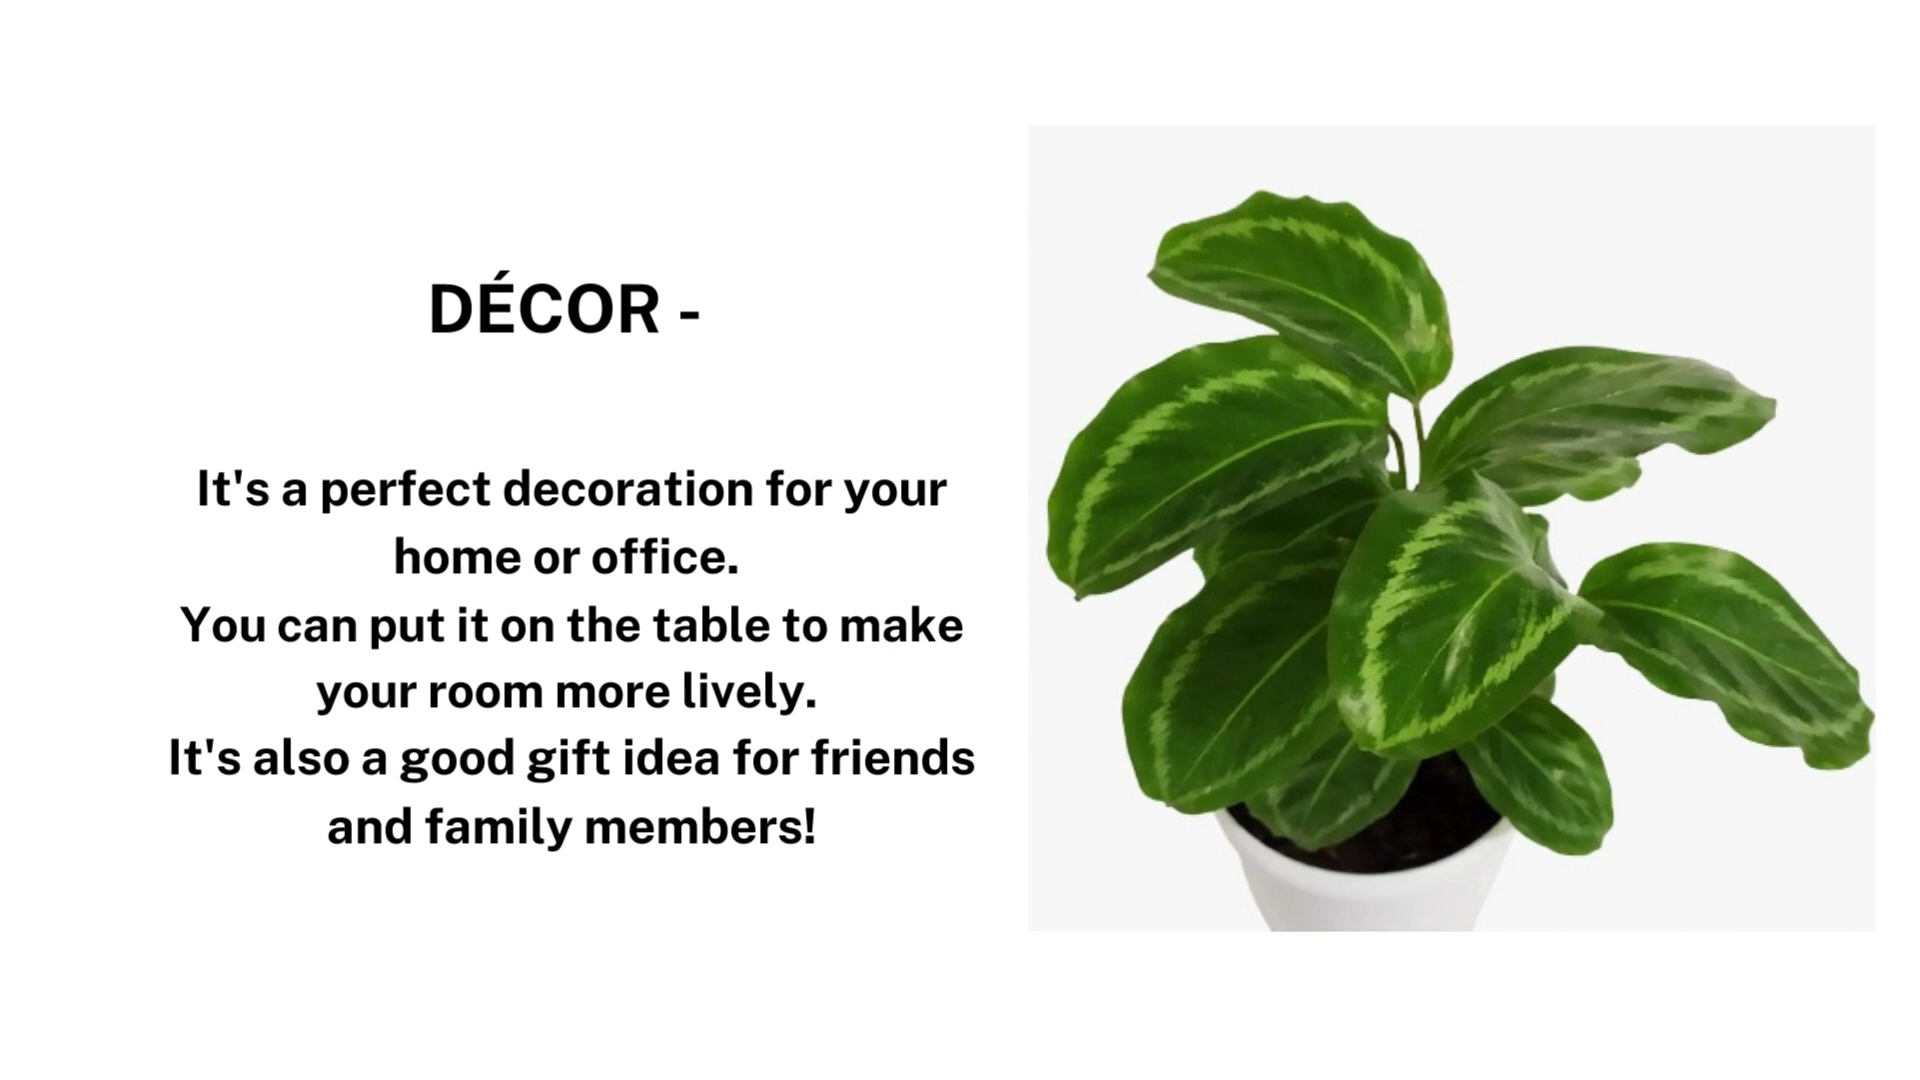 DÉCOR -
It's a perfect decoration for your
home or office.
You can put it on the table to make
your room more lively.
It's also a good gift idea for friends
and family members!